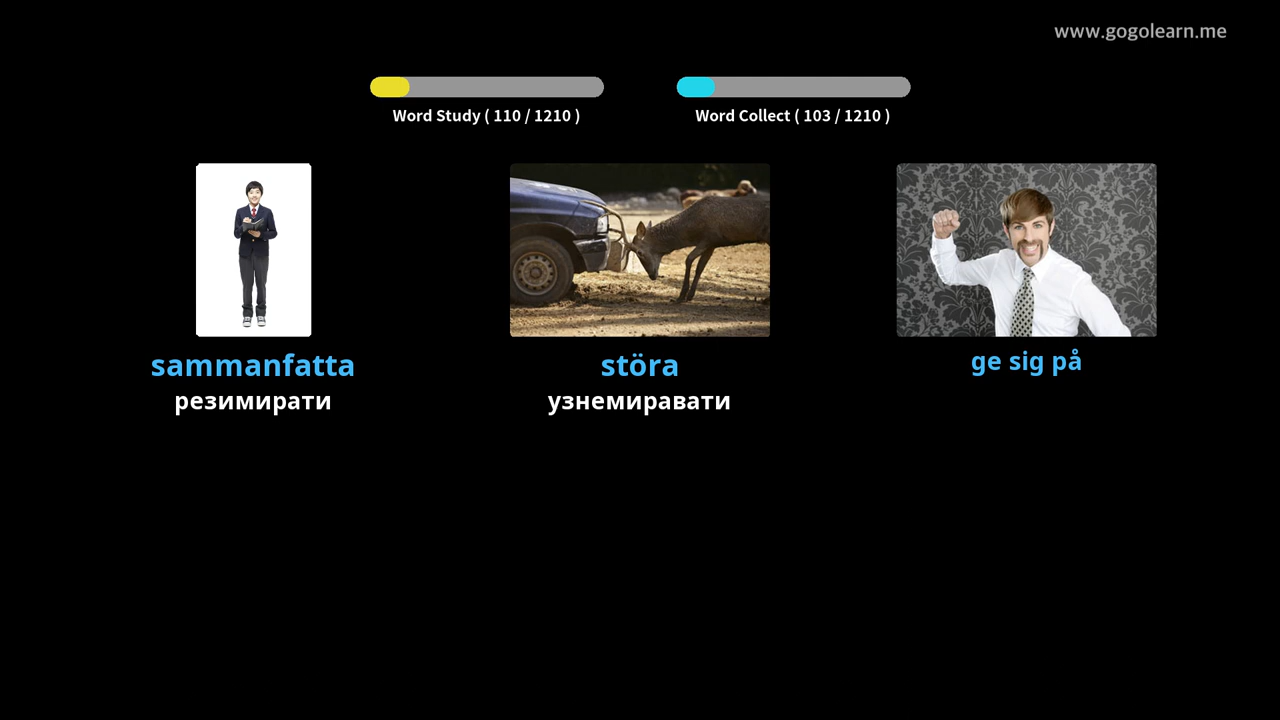 www.gogolearn.me
Word Study ( 110 / 1210 )
Word Collect ( 103 / 1210 )
sammanfatta
резимирати
störa
узнемиравати
ge sig på